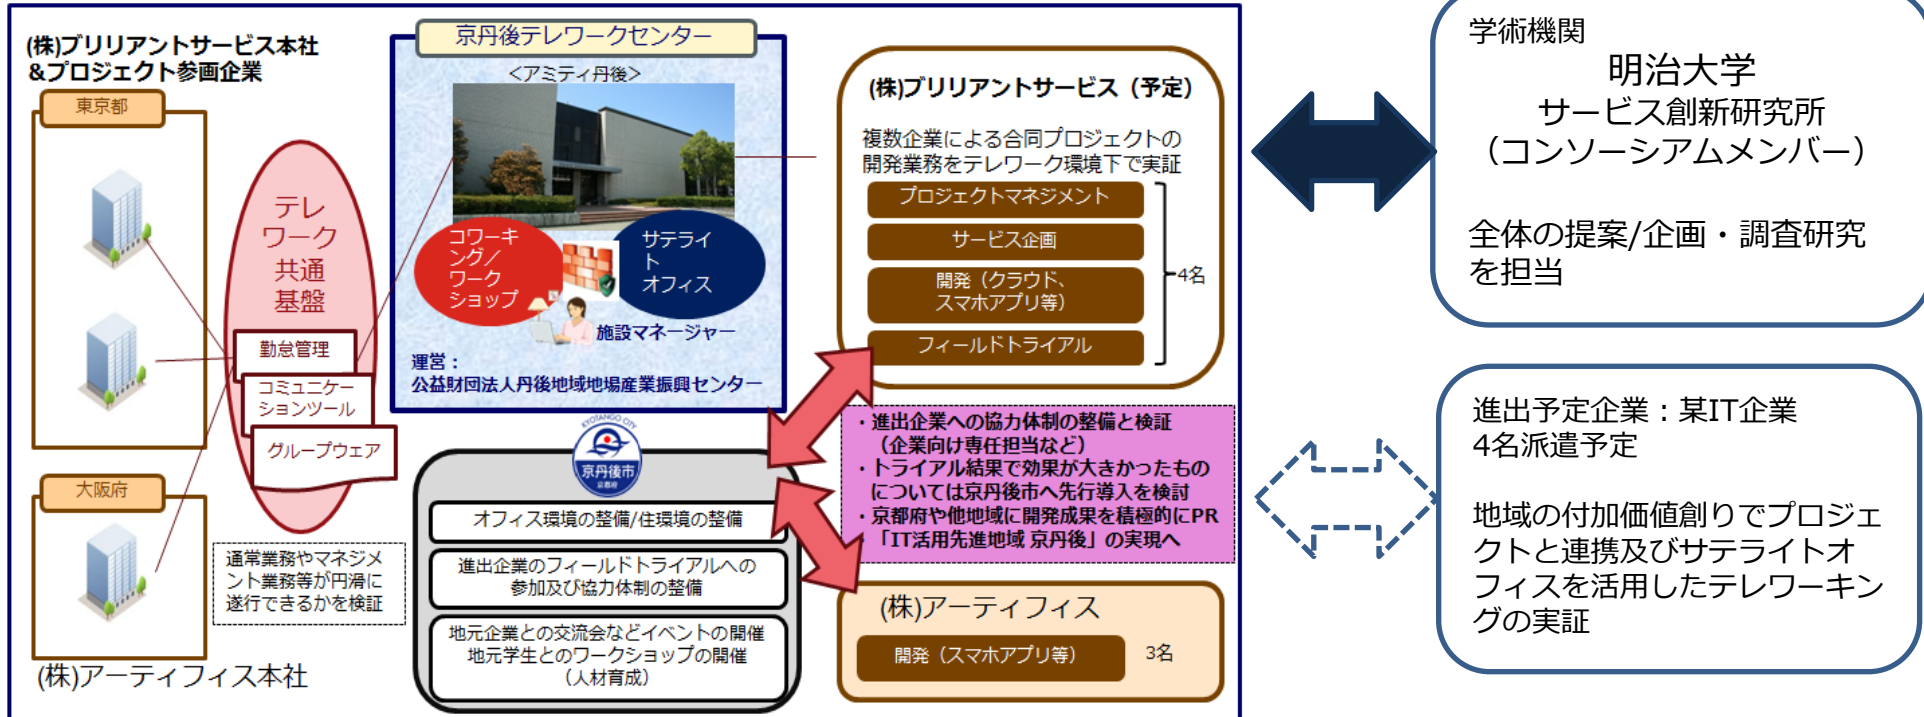 (株)ブリリアントサービス本社
&プロジェクト参画企業
東京都
大阪府
(株)アーティフィス本社
テレ
ワーク
共通
基盤
勤怠管理
コミュニケー
ションツール
グループウェア
通常業務やマネジメ
ント業務等が円滑に
遂行できるかを検証
京丹後テレワークセンター
＜アミティ丹後＞
コワーキ
ング／
ワーク
ショップ
サテライ
ト
オフィス
施設マネージャー
運営：
公益財団法人丹後地域地場産業振興センター
KYOTANGO CITY
京丹後市
京都府
オフィス環境の整備/住環境の整備
進出企業のフィールドトライアルへの
参加及び協力体制の整備
地元企業との交流会などイベントの開催
地元学生とのワークショップの開催
（人材育成）
(株)ブリリアントサービス（予定）
複数企業による合同プロジェクトの
開発業務をテレワーク環境下で実証
プロジェクトマネジメント
サービス企画
開発（クラウド、
スマホアプリ等）
フィールドトライアル
4名
・進出企業への協力体制の整備と検証
（企業向け専任担当など）
・トライアル結果で効果が大きかったもの
については京丹後市へ先行導入を検討
・京都府や他地域に開発成果を積極的にPR
「IT活用先進地域 京丹後」の実現へ
(株)アーティフィス
開発（スマホアプリ等）
3名
学術機関
明治大学
サービス創新研究所
（コンソーシアムメンバー）
全体の提案/企画・調査研究
を担当
進出予定企業：某IT企業
4名派遣予定
地域の付加価値創りでプロジェ
クトと連携及びサテライトオ
フィスを活用したテレワーキン
グの実証